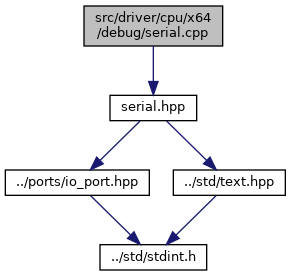 src/driver/cpu/x64
/debug/serial.cpp
serial.hpp
../ports/io_port.hpp
../std/text.hpp
../std/stdint.h